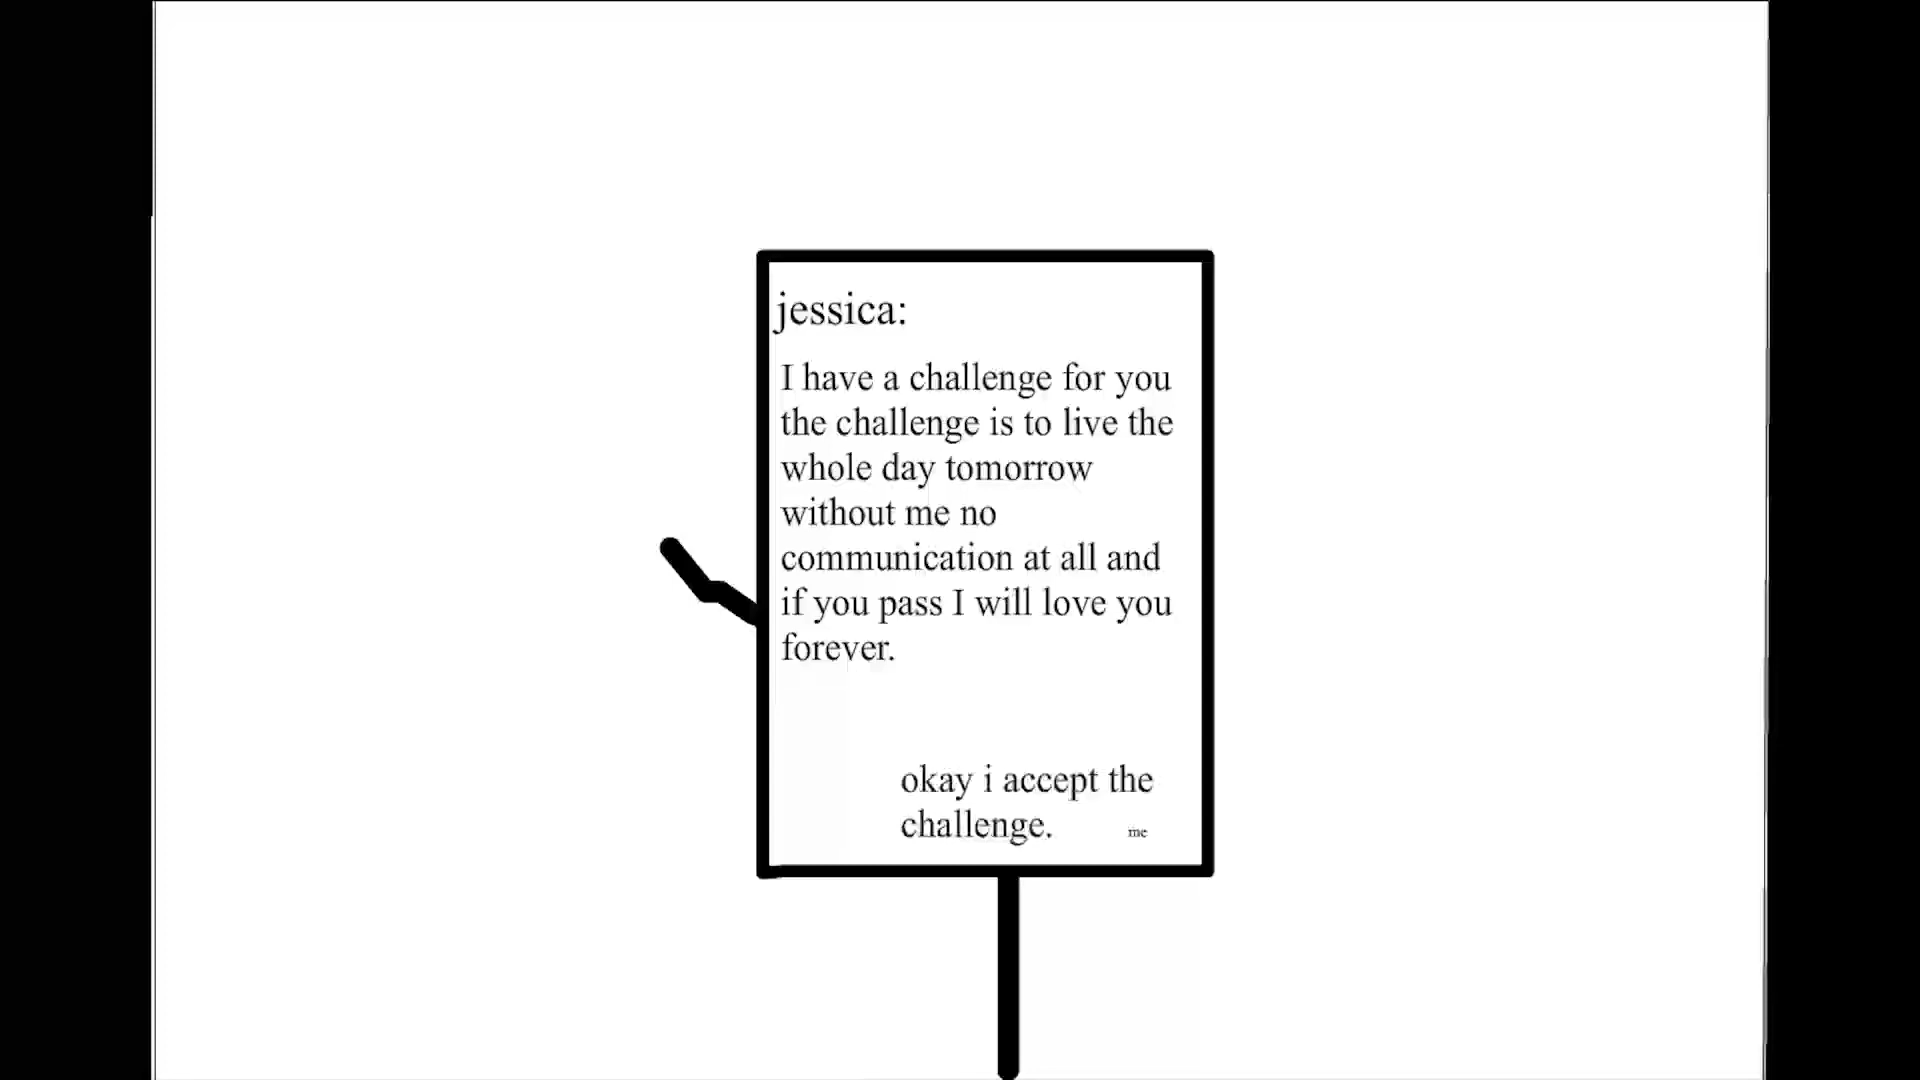 jessica:
I have a challenge for you
the challenge is to live the
whole day tomorrow
without me no
communication at all and
if you pass I will love you
forever.
okay i accept the
challenge.
me